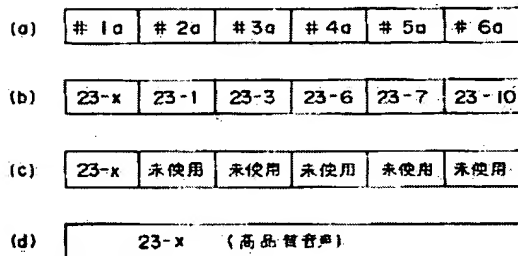 (a) # 1a # 2a # 3a # 4a # 5a # 6a
(b) 23-x 23-1 23-3 23-6 23-7 23-10
(c) 23-x 未使用 未使用 未使用 未使用 未使用
(d) 23-x (高品質音声)